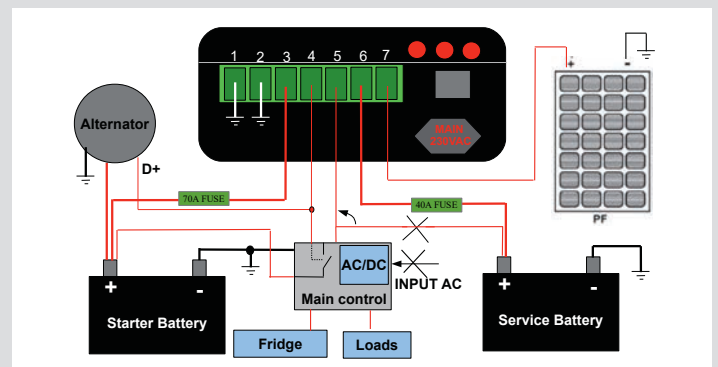 1 2 3 4 5 6 7
MAIN
230VAC
+ -
Alternator
D+
70A FUSE
40A FUSE
PF
AC/DC
INPUT AC
Main control
+ -
Starter Battery
+ -
Service Battery
Fridge
Loads